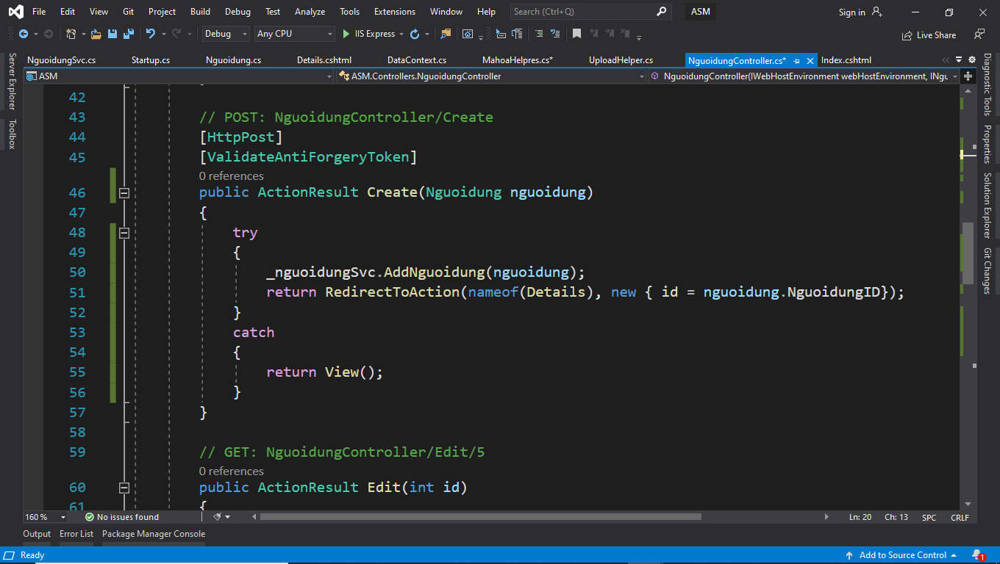 File Edit View Git Project Build Debug Test Analyze Tools Extensions Window Help Search (Ctrl+Q) ASM Sign in
Debug Any CPU IIS Express Live Share
NguoidungSvc.cs Startup.cs Nguoidung.cs Details.cshtml DataContext.cs MahoaHelpres.cs* UploadHelper.cs NguoidungController.cs* Index.cshtml
ASM ASM.Controllers.NguoidungController NguoidungController(IWebHostEnvironment webHostEnvironment, INgu
Server Explorer
Toolbox
42
43 // POST: NguoidungController/Create
44 [HttpPost]
45 [ValidateAntiForgeryToken]
0 references
46 public ActionResult Create(Nguoidung nguoidung)
47 {
48 try
49 {
50 _nguoidungSvc.AddNguoidung(nguoidung);
51 return RedirectToAction(nameof(Details), new { id = nguoidung.NguoidungID});
52 }
53 catch
54 {
55 return View();
56 }
57 }
58
59 // GET: NguoidungController/Edit/5
0 references
60 public ActionResult Edit(int id)
61 {
Diagnostic Tools
Properties
Solution Explorer
Git Changes
160 % No issues found Ln: 20 Ch: 13 SPC CRLF
Output Error List Package Manager Console
Ready Add to Source Control 1